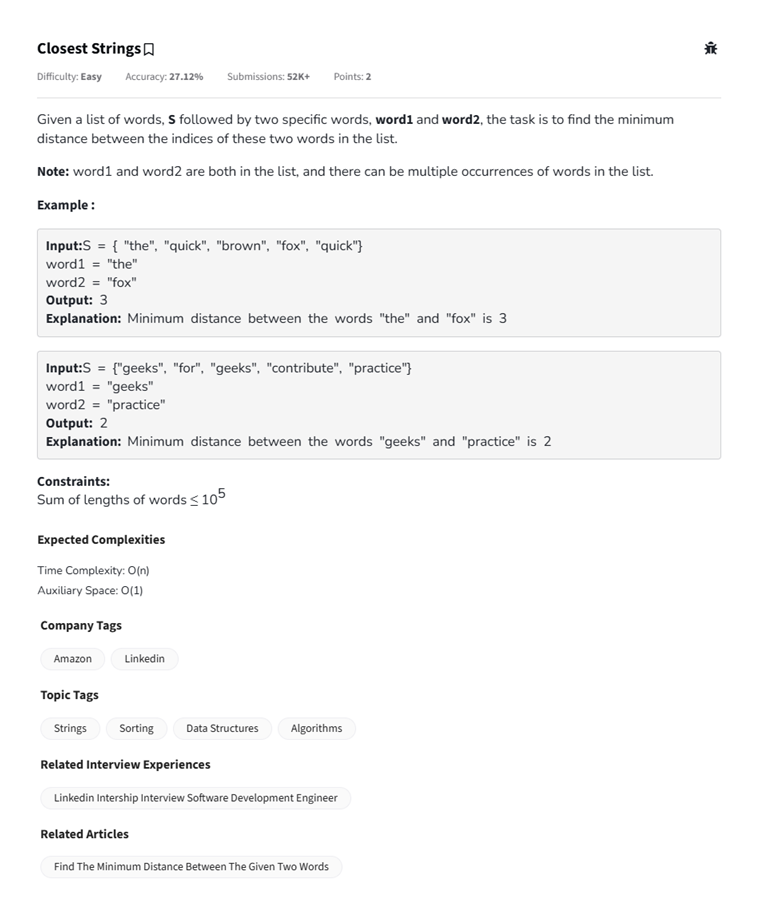 Closest Strings
Difficulty: Easy Accuracy: 27.12% Submissions: 52K+ Points: 2
Given a list of words, S followed by two specific words, word1 and word2, the task is to find the minimum
distance between the indices of these two words in the list.
Note: word1 and word2 are both in the list, and there can be multiple occurrences of words in the list.
Example :
Input:S = { "the", "quick", "brown", "fox", "quick"}
word1 = "the"
word2 = "fox"
Output: 3
Explanation: Minimum distance between the words "the" and "fox" is 3
Input:S = {"geeks", "for", "geeks", "contribute", "practice"}
word1 = "geeks"
word2 = "practice"
Output: 2
Explanation: Minimum distance between the words "geeks" and "practice" is 2
Constraints:
Sum of lengths of words ≤ 10^5
Expected Complexities
Time Complexity: O(n)
Auxiliary Space: O(1)
Company Tags
Amazon Linkedin
Topic Tags
Strings Sorting Data Structures Algorithms
Related Interview Experiences
Linkedin Intership Interview Software Development Engineer
Related Articles
Find The Minimum Distance Between The Given Two Words